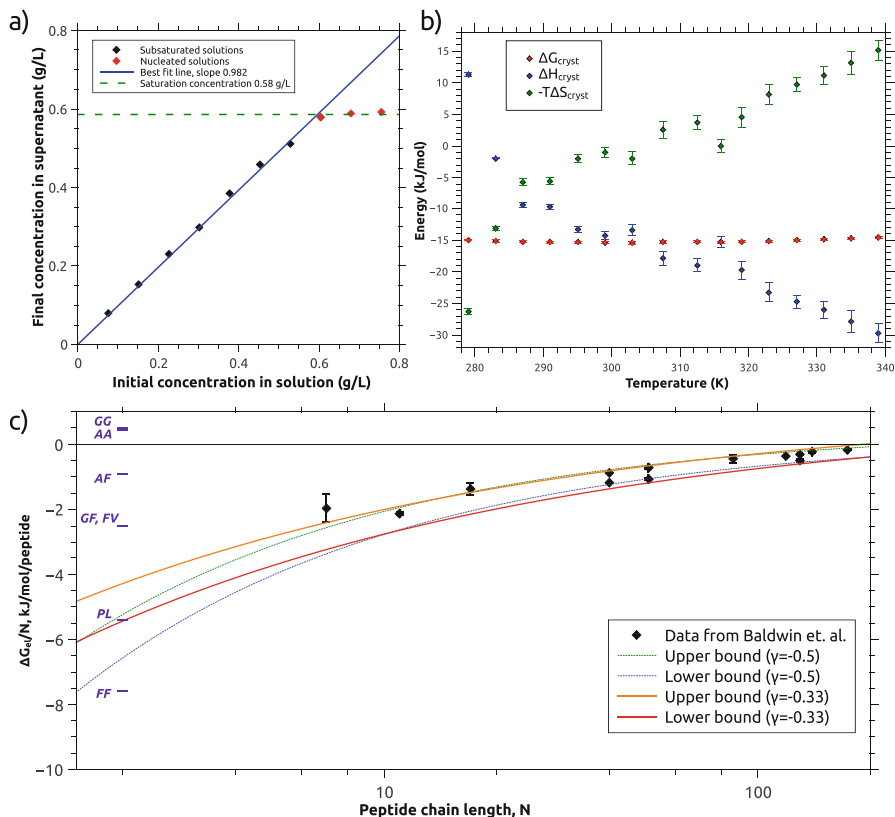 a)
Subsaturated solutions
Nucleated solutions
Best fit line, slope 0.982
Saturation concentration 0.58 g/L
Final concentration in supernatant (g/L)
0.8
0.6
0.4
0.2
0
0
0.2
0.4
0.6
0.8
Initial concentration in solution (g/L)
b)
ΔGcryst
ΔHcryst
-TΔScryst
Energy (kJ/mol)
15
10
5
0
−5
−10
−15
−20
−25
−30
280
290
300
310
320
330
340
Temperature (K)
c)
GG
AA
AF
GF, FV
PL
FF
ΔGel/N, kJ/mol/peptide
0
−2
−4
−6
−8
−10
Data from Baldwin et. al.
Upper bound (γ=-0.5)
Lower bound (γ=-0.5)
Upper bound (γ=-0.33)
Lower bound (γ=-0.33)
10
100
Peptide chain length, N